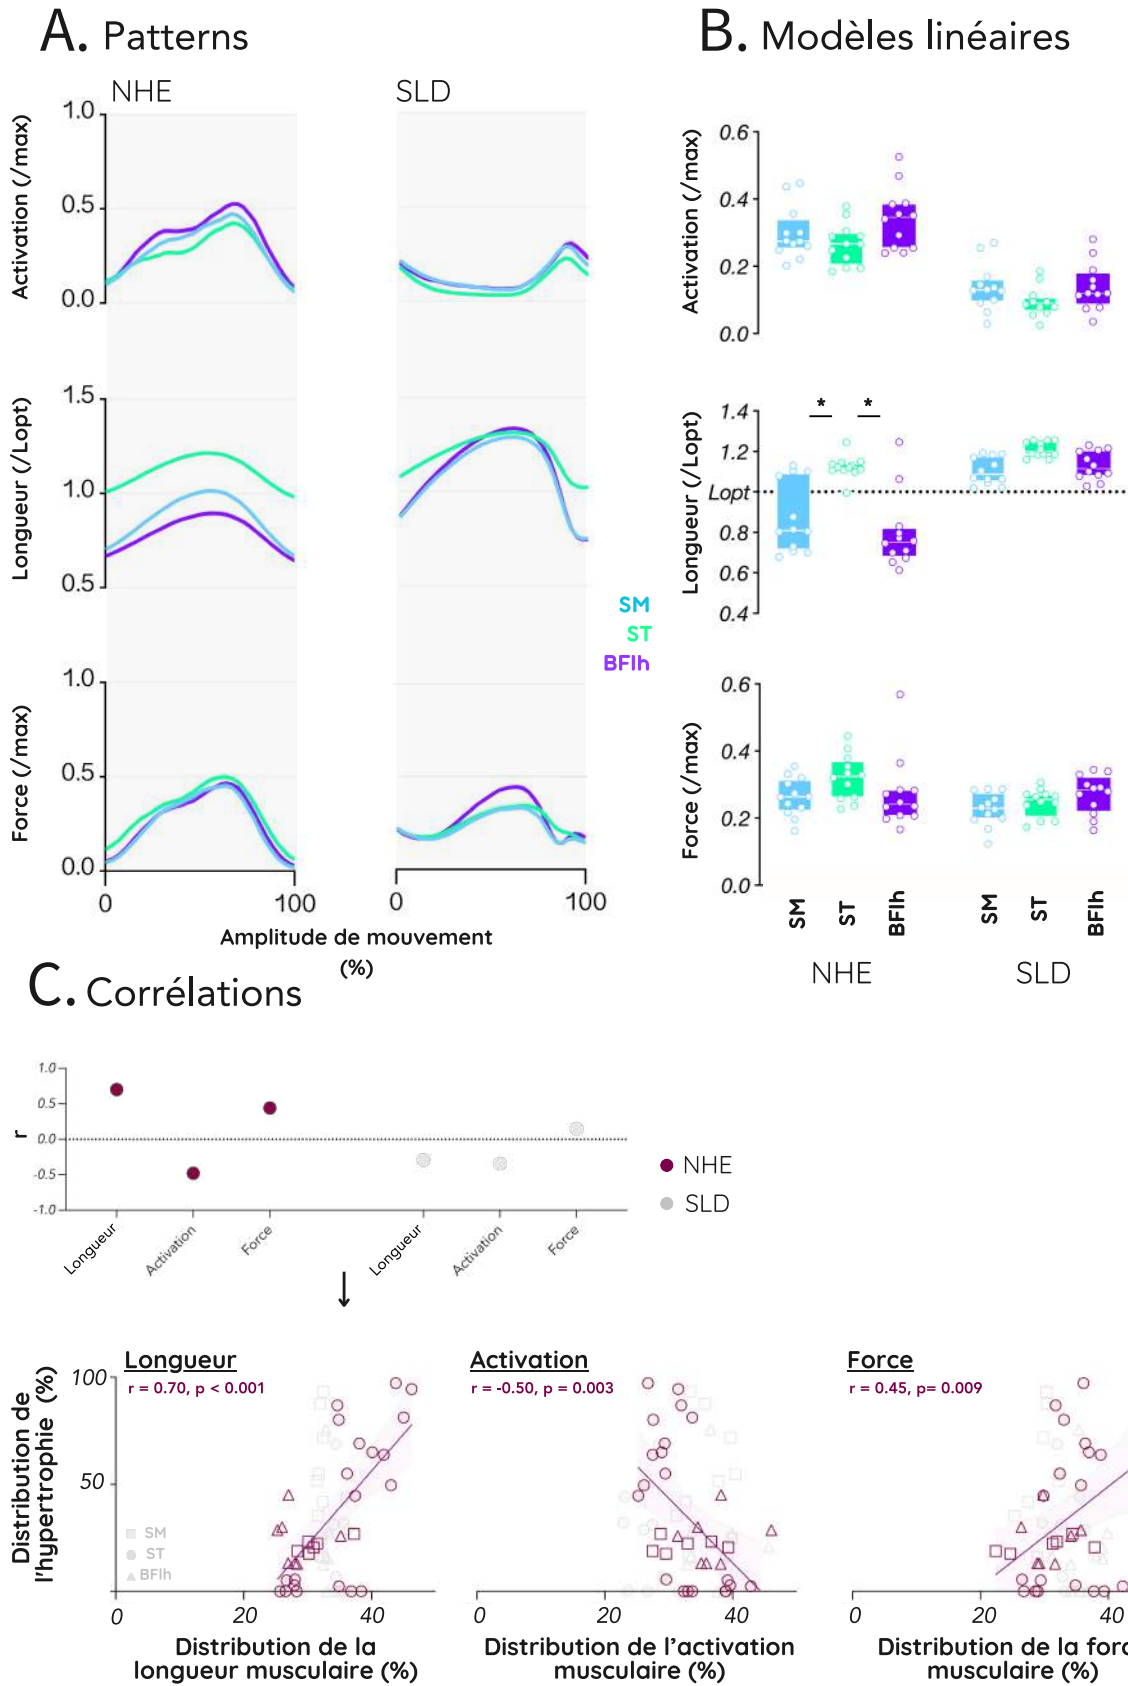 A. Patterns
B. Modèles linéaires
NHE
SLD
Activation (/max)
1.0
0.5
0.0
Longueur (/Lopt)
1.5
1.0
0.5
Force (/max)
1.0
0.5
0.0
0
100
0
100
Amplitude de mouvement
(%)
SM
ST
BFlh
Activation (/max)
0.6
0.4
0.2
0.0
Longueur (/Lopt)
1.4
1.2
Lopt
0.8
0.6
0.4
* *
Force (/max)
0.6
0.4
0.2
0.0
SM
ST
BFlh
SM
ST
BFlh
NHE
SLD
C. Corrélations
r
1.0
0.5
0.0
-0.5
-1.0
Longueur
Activation
Force
Longueur
Activation
Force
NHE
SLD
Distribution de
l'hypertrophie (%)
100
50
Longueur
r = 0.70, p < 0.001
SM
ST
BFlh
0
20
40
Distribution de la
longueur musculaire (%)
Activation
r = -0.50, p = 0.003
0
20
40
Distribution de l'activation
musculaire (%)
Force
r = 0.45, p= 0.009
0
20
40
Distribution de la forc
musculaire (%)